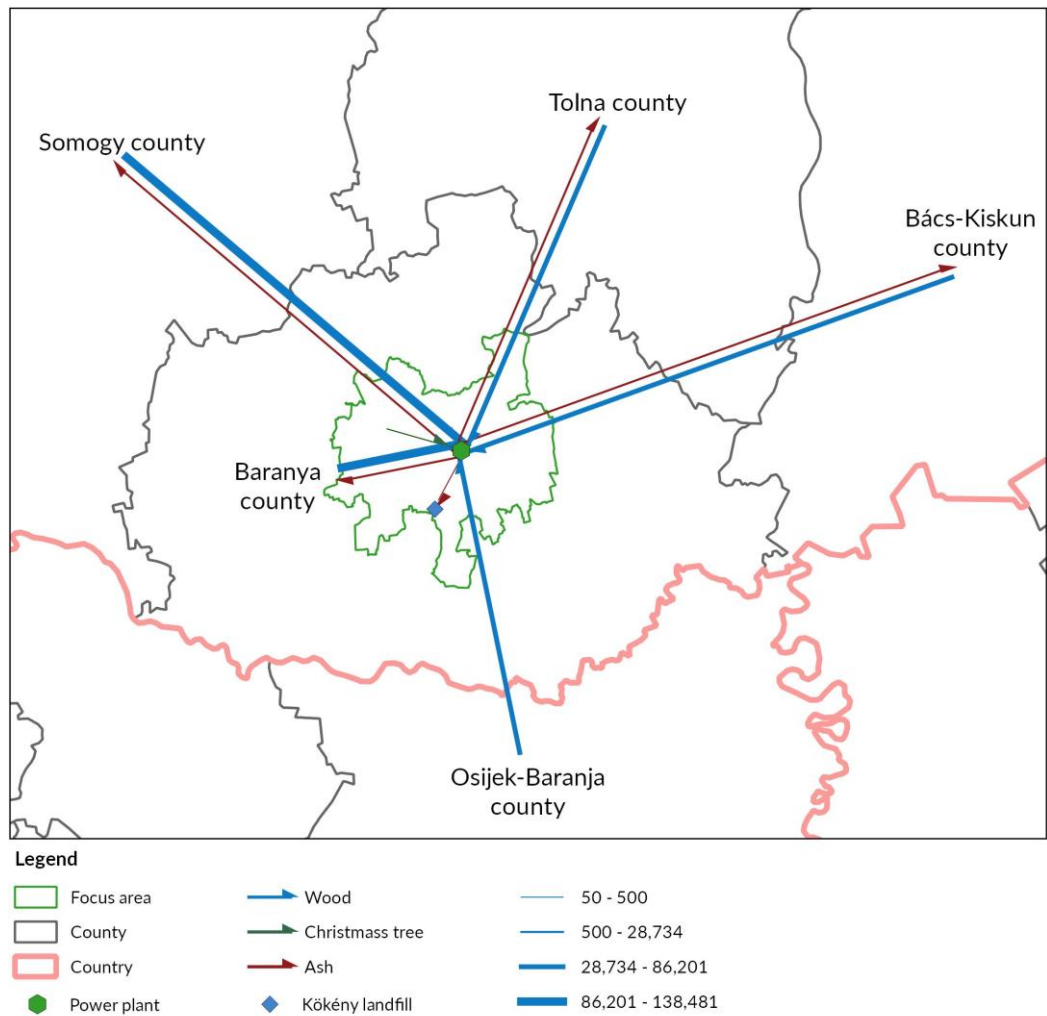 Tolna county
Somogy county
Bács-Kiskun
county
Baranya
county
Osijek-Baranja
county
Legend
Focus area
Wood
50 - 500
County
Christmass tree
500 - 28,734
Country
Ash
28,734 - 86,201
Power plant
Kökény landfill
86,201 - 138,481